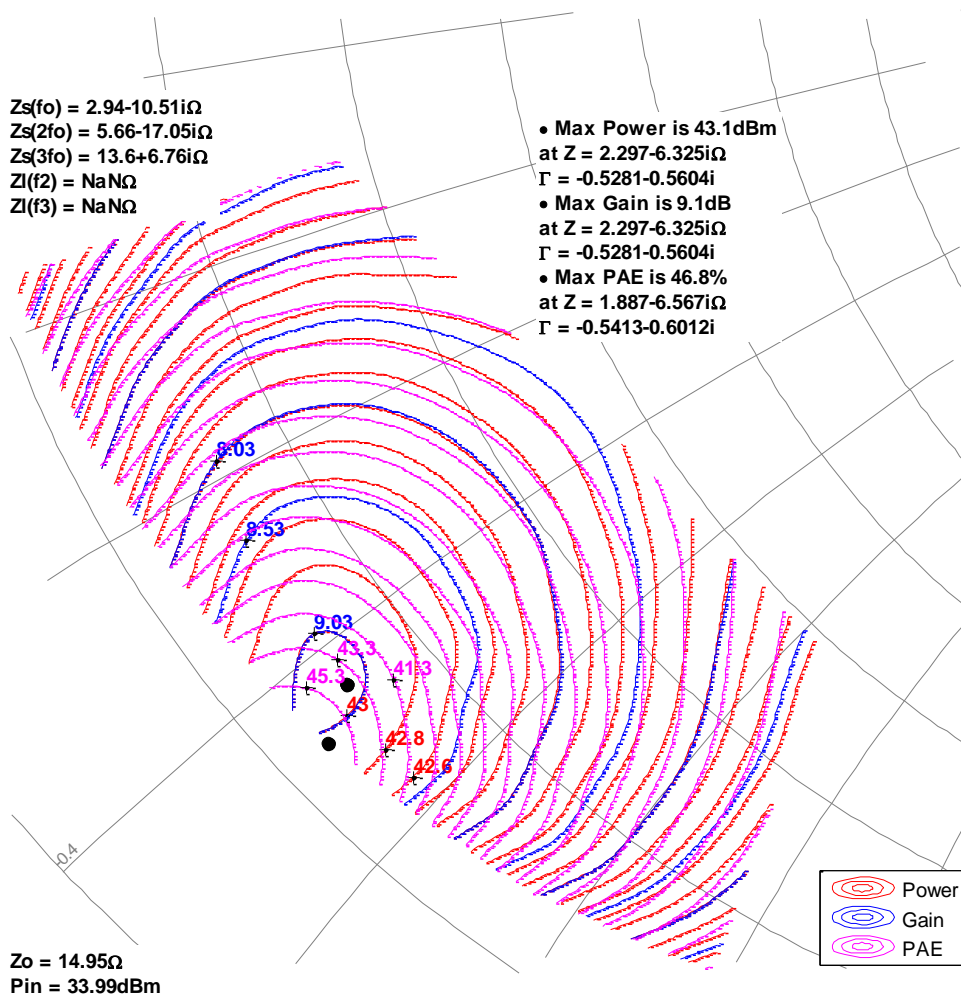 Zs(fo) = 2.94-10.51iΩ
Zs(2fo) = 5.66-17.05iΩ
Zs(3fo) = 13.6+6.76iΩ
Zl(f2) = NaNΩ
Zl(f3) = NaNΩ
• Max Power is 43.1dBm
at Z = 2.297-6.325iΩ
Γ = -0.5281-0.5604i
• Max Gain is 9.1dB
at Z = 2.297-6.325iΩ
Γ = -0.5281-0.5604i
• Max PAE is 46.8%
at Z = 1.887-6.567iΩ
Γ = -0.5413-0.6012i
8.03
8.53
9.03
43.3
41.3
45.3
43
42.8
42.6
-0.4
Power
Gain
PAE
Zo = 14.95Ω
Pin = 33.99dBm